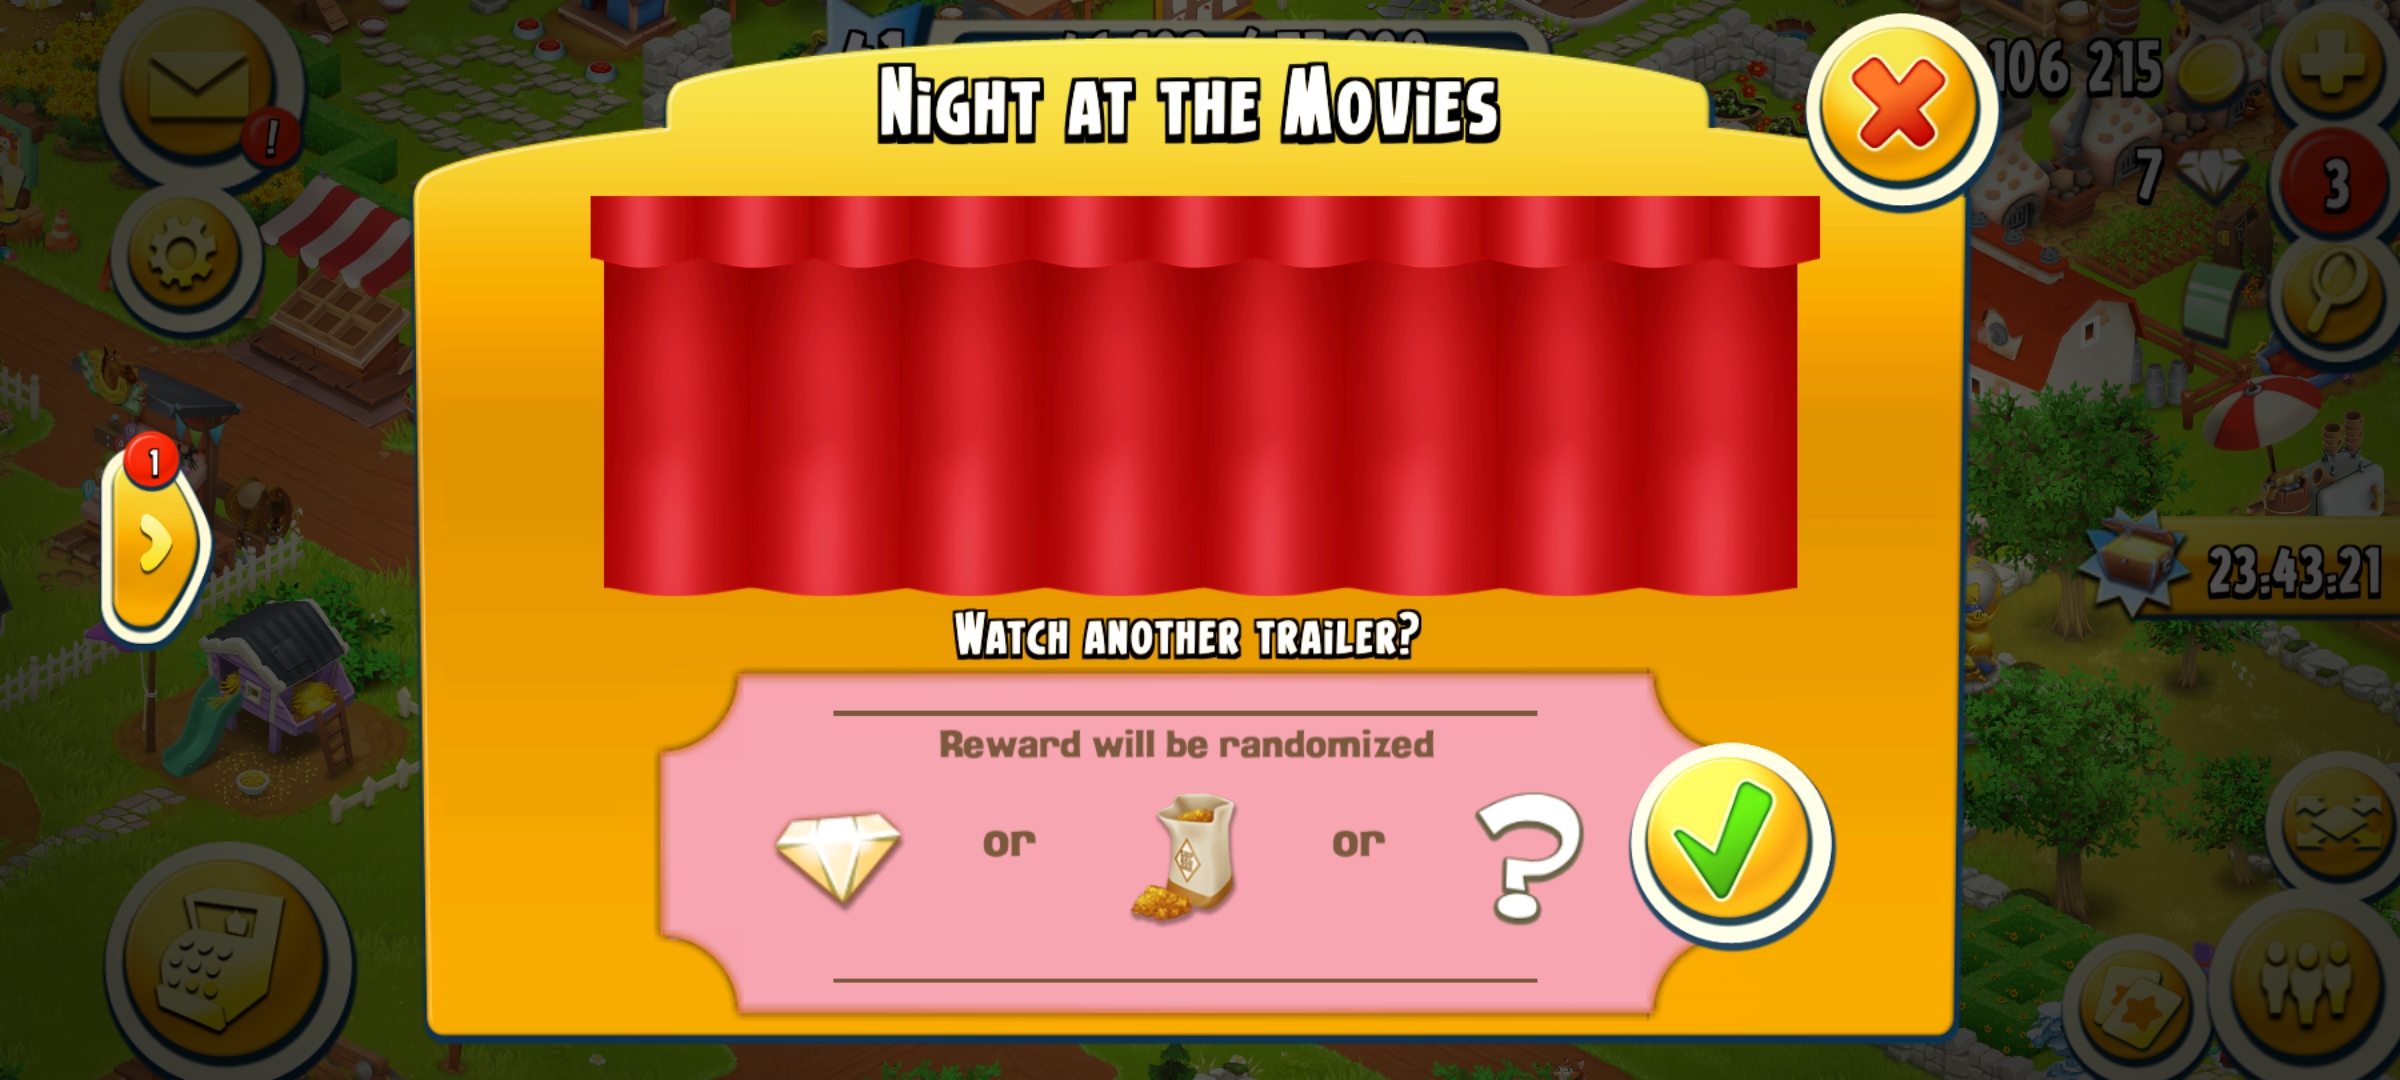 Night at the Movies
106 215
!
7
3
1
23:43:21
Watch another trailer?
Reward will be randomized
or
or
?